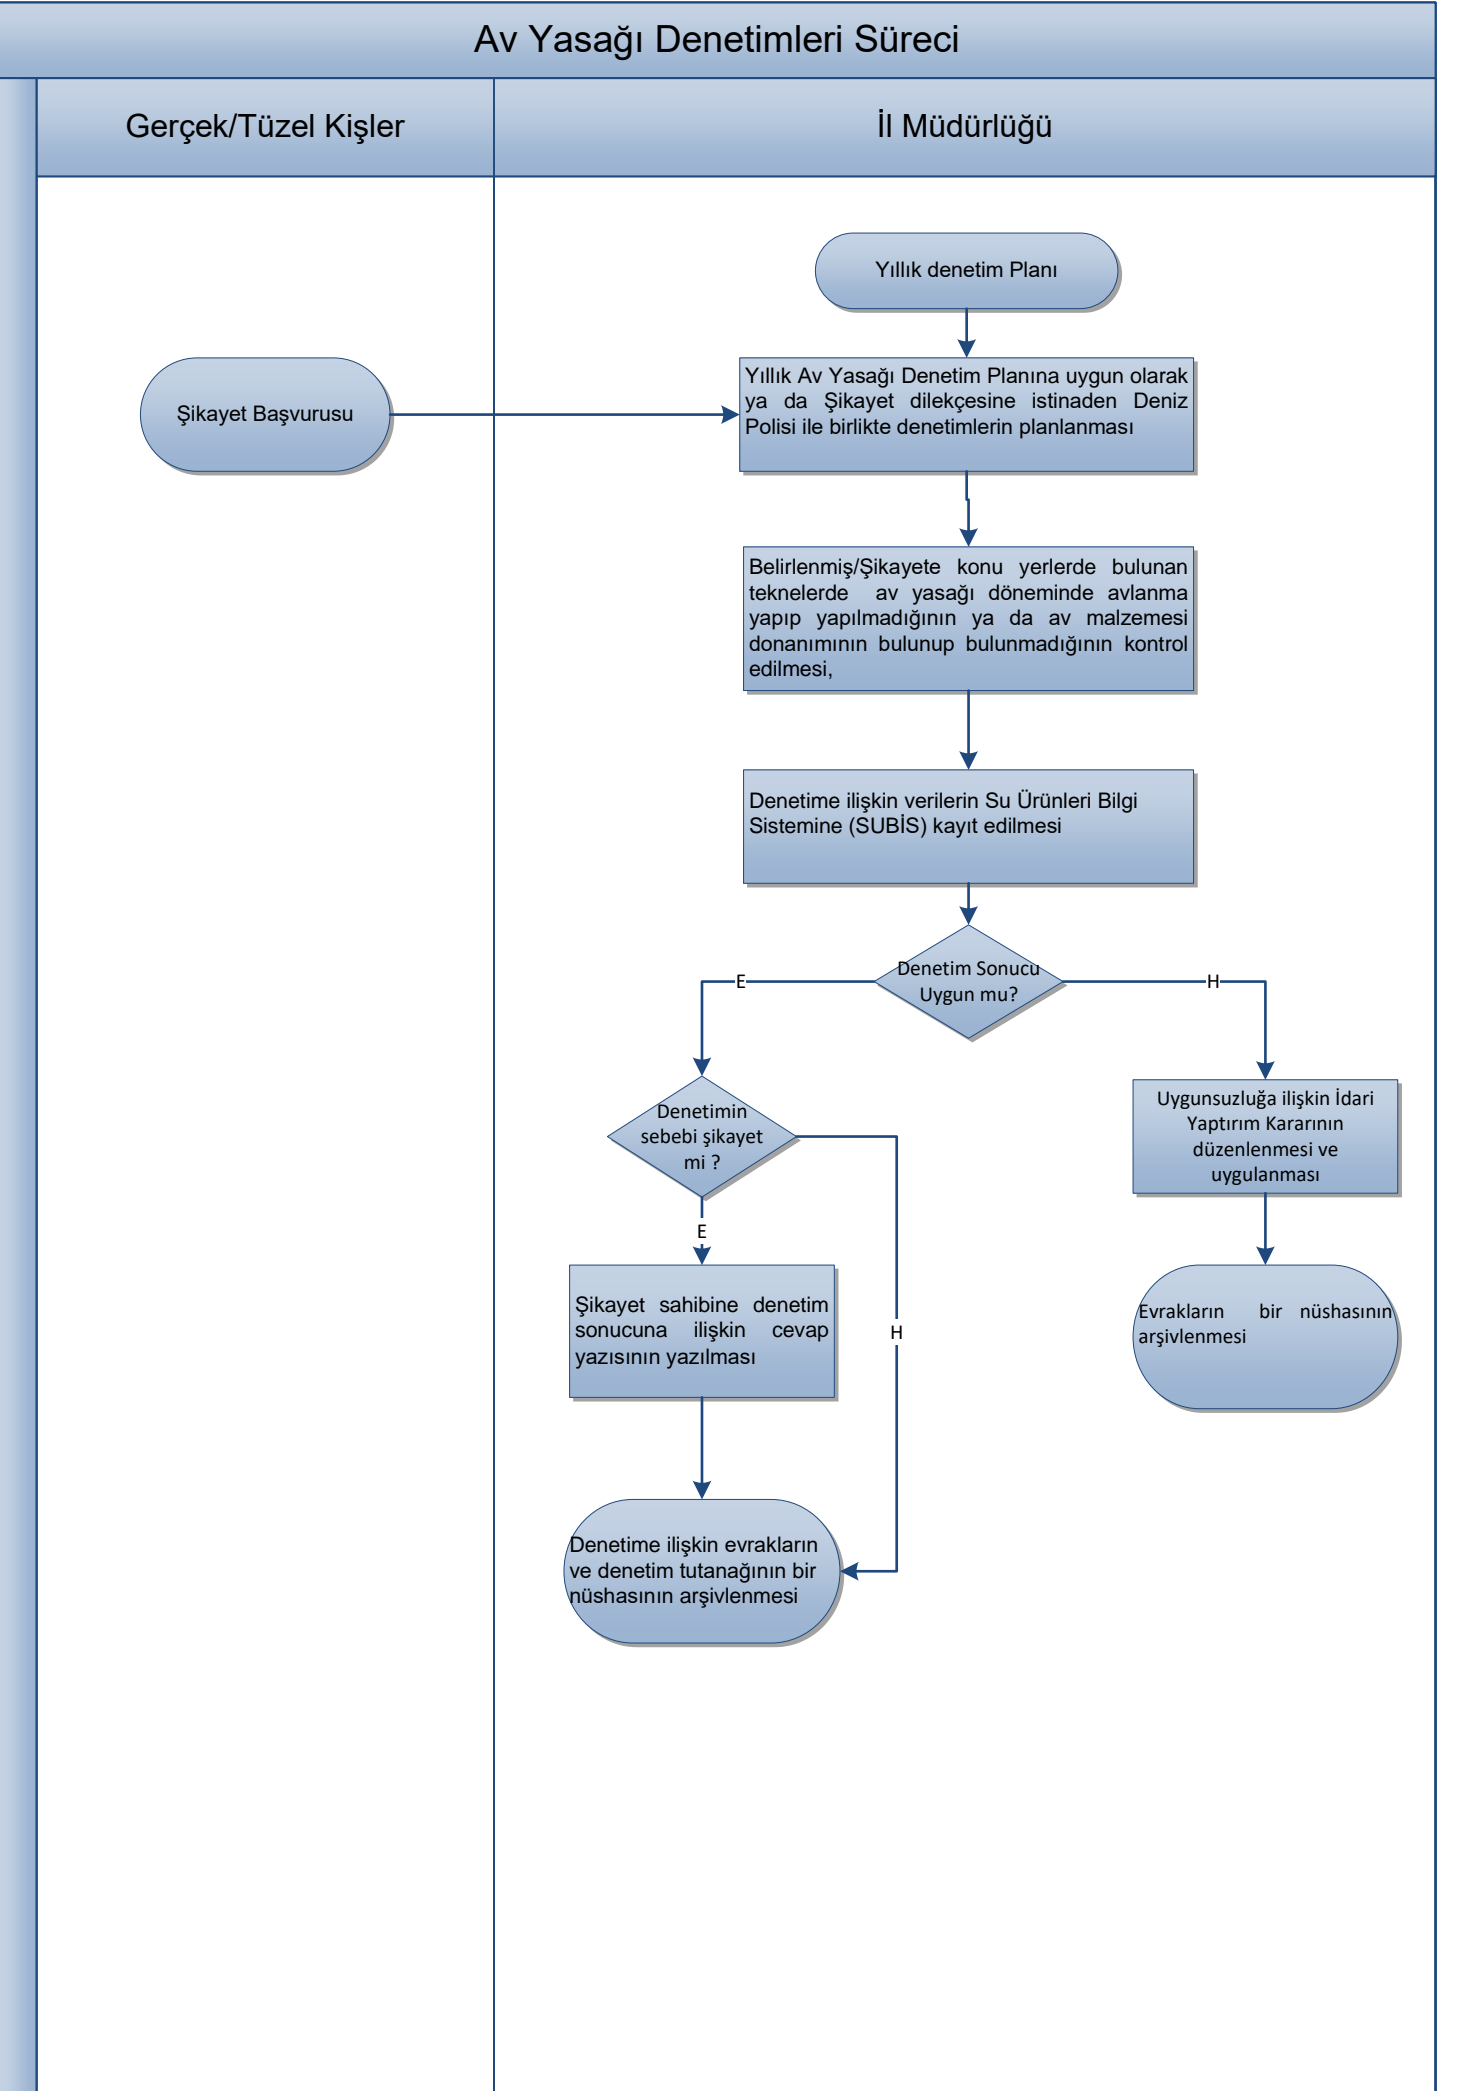 Av Yasağı Denetimleri Süreci
Gerçek/Tüzel Kişler
İl Müdürlüğü
Yıllık denetim Planı
Şikayet Başvurusu
Yıllık Av Yasağı Denetim Planına uygun olarak
ya da Şikayet dilekçesine istinaden Deniz
Polisi ile birlikte denetimlerin planlanması
Belirlenmiş/Şikayete konu yerlerde bulunan
teknelerde av yasağı döneminde avlanma
yapıp yapılmadığının ya da av malzemesi
donanımının bulunup bulunmadığının kontrol
edilmesi,
Denetime ilişkin verilerin Su Ürünleri Bilgi
Sistemine (SUBİS) kayıt edilmesi
Denetim Sonucu
Uygun mu?
E
H
Denetimin
sebebi şikayet
mi ?
Uygunsuzluğa ilişkin İdari
Yaptırım Kararının
düzenlenmesi ve
uygulanması
E
H
Şikayet sahibine denetim
sonucuna ilişkin cevap
yazısının yazılması
Evrakların bir nüshasının
arşivlenmesi
Denetime ilişkin evrakların
ve denetim tutanağının bir
nüshasının arşivlenmesi